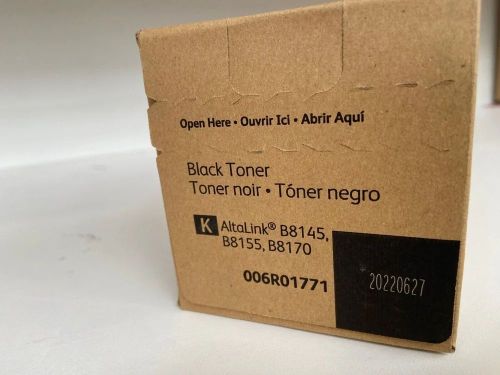 Open Here • Ouvrir Ici • Abrir Aquí
Black Toner
Toner noir • Tóner negro
K AltaLink® B8145,
B8155, B8170
006R01771
20220627